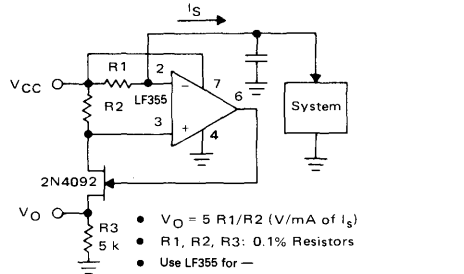 IS
R1
2
7
VCC
LF355
6
R2
System
3
4
2N4092
VO
R3
5 k
● VO = 5 R1/R2 (V/mA of Is)
● R1, R2, R3: 0.1% Resistors
● Use LF355 for —